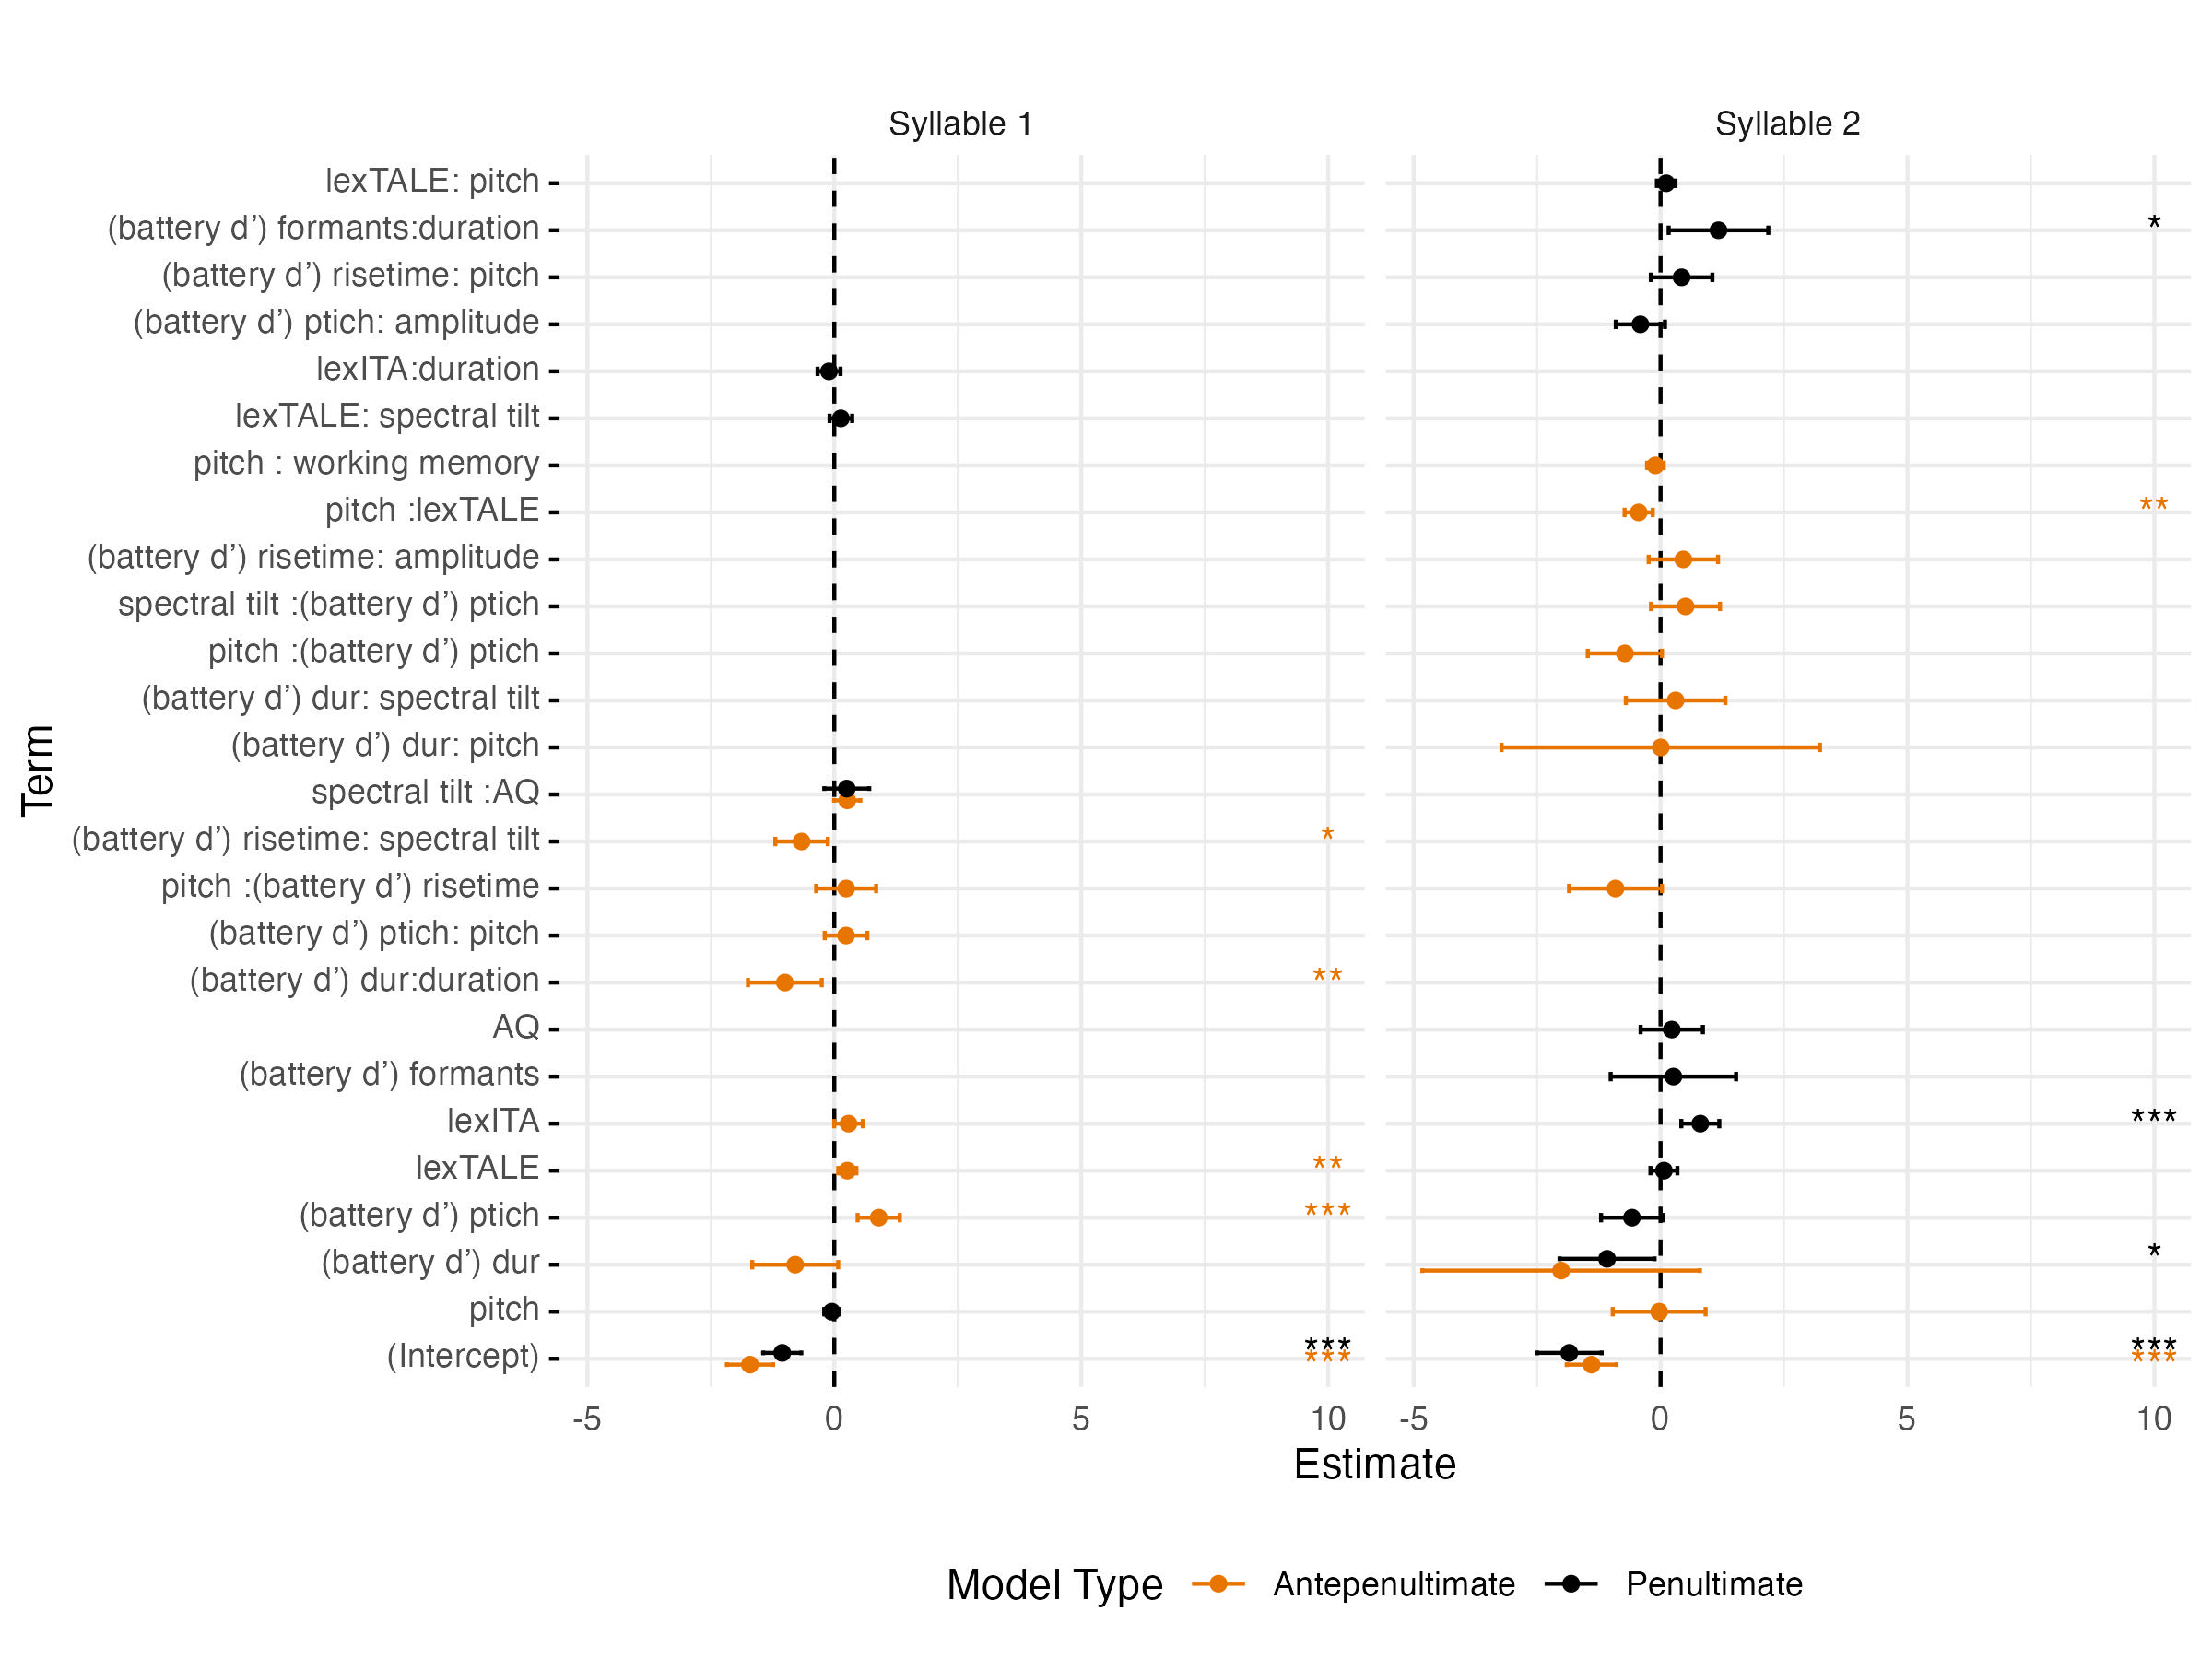 Syllable 1
Syllable 2
lexTALE: pitch
(battery d’) formants:duration
*
(battery d’) risetime: pitch
(battery d’) ptich: amplitude
lexITA:duration
lexTALE: spectral tilt
pitch : working memory
pitch :lexTALE
**
(battery d’) risetime: amplitude
spectral tilt :(battery d’) ptich
pitch :(battery d’) ptich
(battery d’) dur: spectral tilt
(battery d’) dur: pitch
spectral tilt :AQ
(battery d’) risetime: spectral tilt
*
pitch :(battery d’) risetime
(battery d’) ptich: pitch
(battery d’) dur:duration
**
AQ
(battery d’) formants
lexITA
***
lexTALE
**
(battery d’) ptich
***
(battery d’) dur
*
pitch
(Intercept)
***
***
***
***
Term
-5 0 5 10
-5 0 5 10
Estimate
Model Type Antepenultimate Penultimate